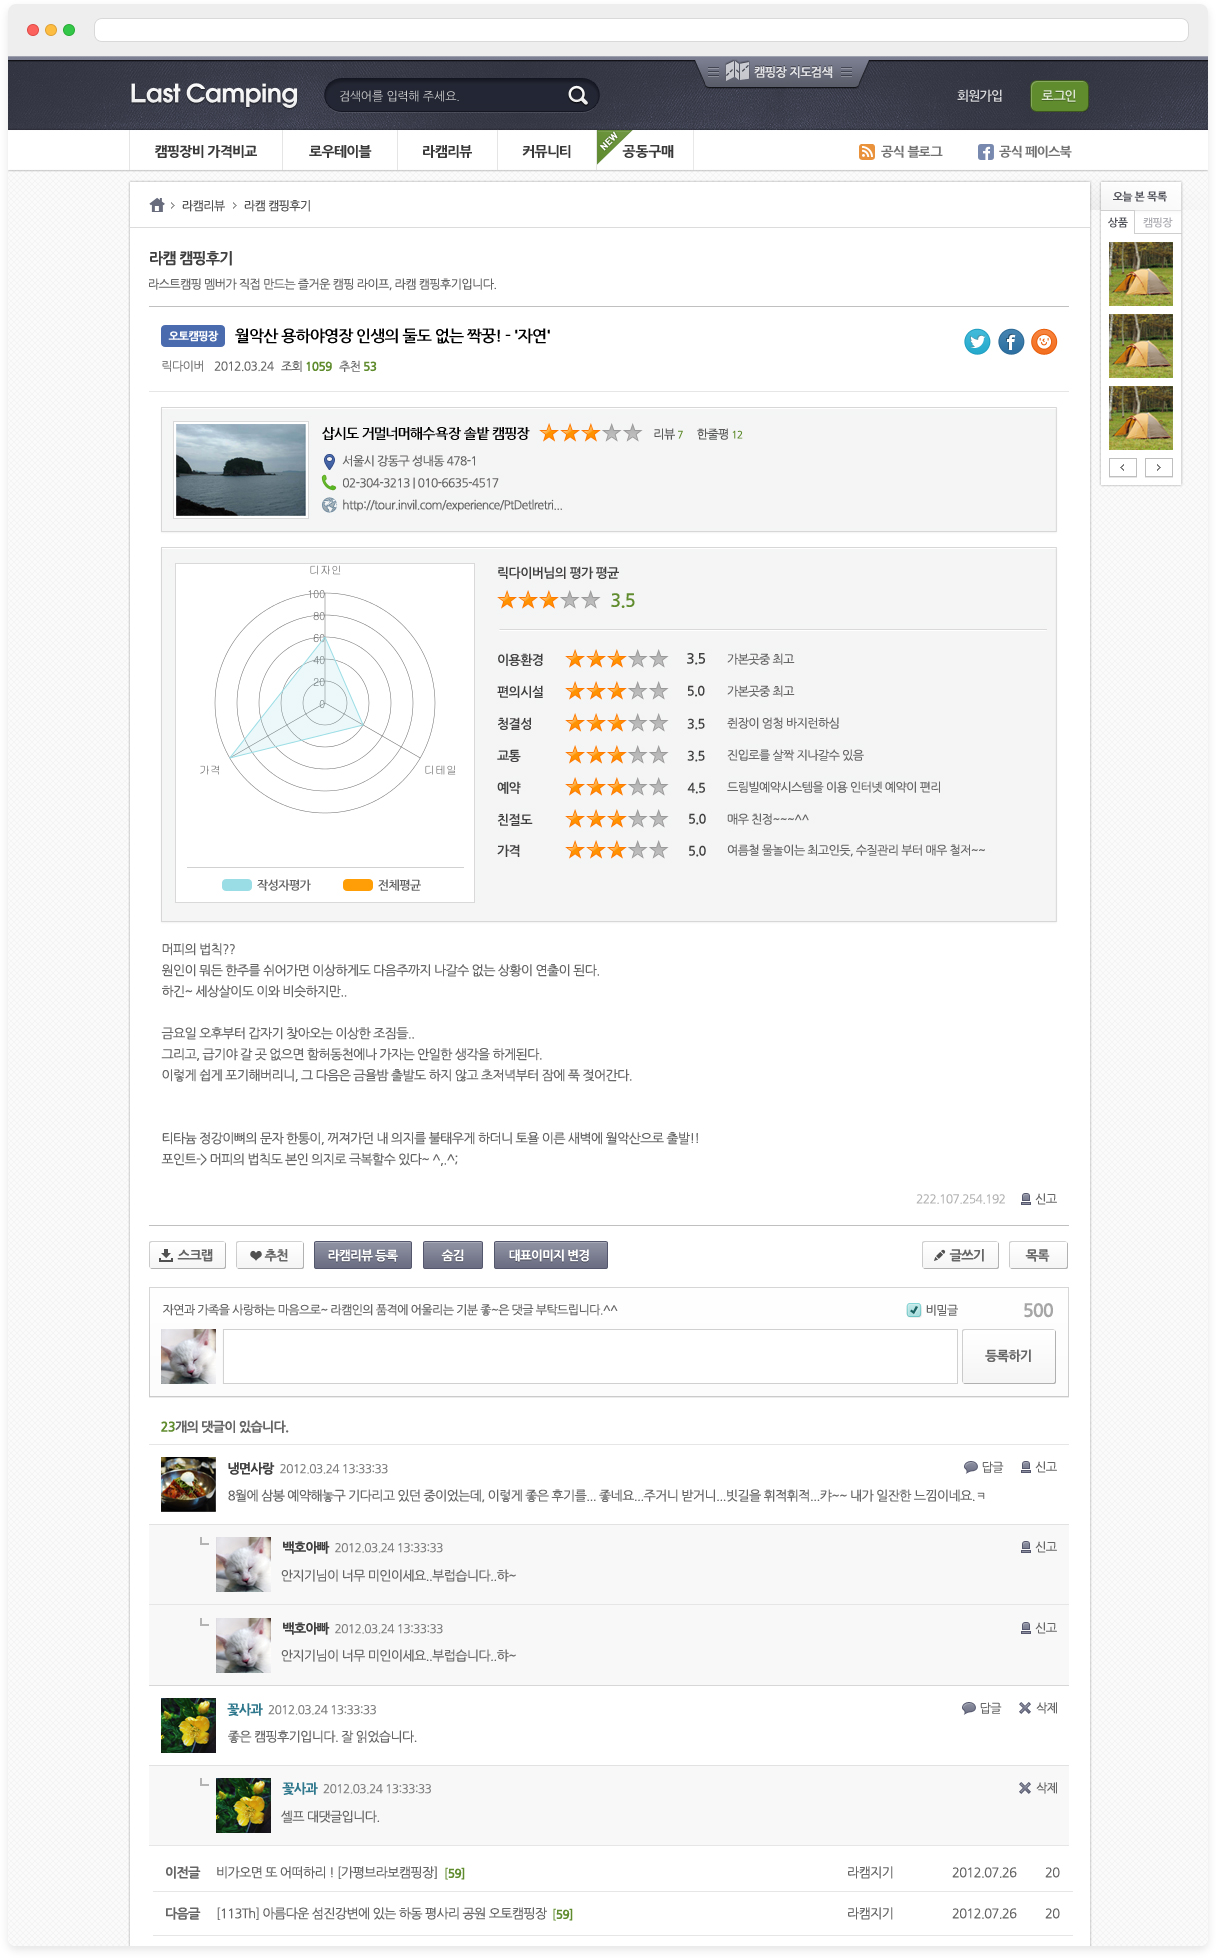 캠핑장 지도검색
Last Camping
검색어를 입력해 주세요.
회원가입
로그인
캠핑장비 가격비교
로우테이블
라캠리뷰
커뮤니티
NEW
공동구매
공식 블로그
공식 페이스북
라캠리뷰 > 라캠 캠핑후기
오늘 본 목록
상품
캠핑장
라캠 캠핑후기
라스트캠핑 멤버가 직접 만드는 즐거운 캠핑 라이프, 라캠 캠핑후기입니다.
오토캠핑장 월악산 용하야영장 인생의 둘도 없는 짝꿍! - '자연'
릭다이버 2012.03.24 조회 1059 추천 53
삽시도 거멀너머해수욕장 솔밭 캠핑장 리뷰 7 한줄평 12
서울시 강동구 성내동 478-1
02-304-3213 | 010-6635-4517
http://tour.invil.com/experience/PtDetlretri...
디자인
100
80
60
40
20
0
가격
디테일
작성자평가
전체평균
릭다이버님의 평가 평균
3.5
이용환경 3.5 가본곳중 최고
편의시설 5.0 가본곳중 최고
청결성 3.5 쥔장이 엄청 바지런하심
교통 3.5 진입로를 살짝 지나갈수 있음
예약 4.5 드림빌예약시스템을 이용 인터넷 예약이 편리
친절도 5.0 매우 친정~~~^^
가격 5.0 여름철 물놀이는 최고인듯, 수질관리 부터 매우 철저~~
머피의 법칙??
원인이 뭐든 한주를 쉬어가면 이상하게도 다음주까지 나갈수 없는 상황이 연출이 된다.
하긴~ 세상살이도 이와 비슷하지만..
금요일 오후부터 갑자기 찾아오는 이상한 조짐들..
그리고, 급기야 갈 곳 없으면 함허동천에나 가자는 안일한 생각을 하게된다.
이렇게 쉽게 포기해버리니, 그 다음은 금욜밤 출발도 하지 않고 초저녁부터 잠에 푹 젖어간다.
티타늄 정강이뼈의 문자 한통이, 꺼져가던 내 의지를 불태우게 하더니 토욜 이른 새벽에 월악산으로 출발!!
포인트-> 머피의 법칙도 본인 의지로 극복할수 있다~ ^,.^;
222.107.254.192 신고
스크랩
추천
라캠리뷰 등록
숨김
대표이미지 변경
글쓰기
목록
자연과 가족을 사랑하는 마음으로~ 라캠인의 품격에 어울리는 기분 좋~은 댓글 부탁드립니다.^^
비밀글
500
등록하기
23개의 댓글이 있습니다.
냉면사랑 2012.03.24 13:33:33
답글 신고
8월에 삼봉 예약해놓구 기다리고 있던 중이었는데, 이렇게 좋은 후기를... 좋네요...주거니 받거니...빗길을 휘적휘적...캬~~ 내가 일잔한 느낌이네요.ㅋ
백호아빠 2012.03.24 13:33:33
신고
안지기님이 너무 미인이세요..부럽습니다..햐~
백호아빠 2012.03.24 13:33:33
신고
안지기님이 너무 미인이세요..부럽습니다..햐~
꽃사과 2012.03.24 13:33:33
답글 삭제
좋은 캠핑후기입니다. 잘 읽었습니다.
꽃사과 2012.03.24 13:33:33
삭제
셀프 대댓글입니다.
이전글 비가오면 또 어떠하리 ! [가평브라보캠핑장] [59] 라캠지기 2012.07.26 20
다음글 [113Th] 아름다운 섬진강변에 있는 하동 평사리 공원 오토캠핑장 [59] 라캠지기 2012.07.26 20